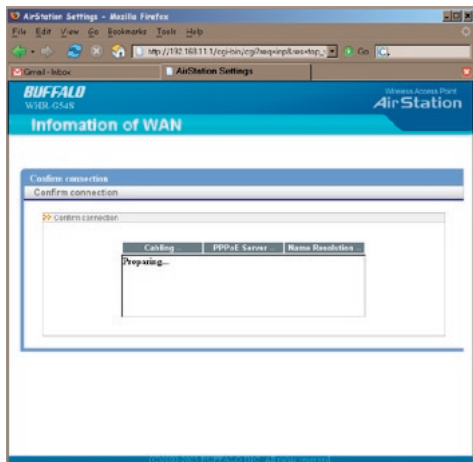 AirStation Settings - Mozilla Firefox
File Edit View Go Bookmarks Tools Help
Go
Gmail - Inbox
AirStation Settings
BUFFALO
WHR-G54S
Wireless Access Point
AirStation
Infomation of WAN
Confirm connection
Confirm connection
Confirm connection
Cabling ... PPPoE Server ... Name Resolution ...
Preparing...